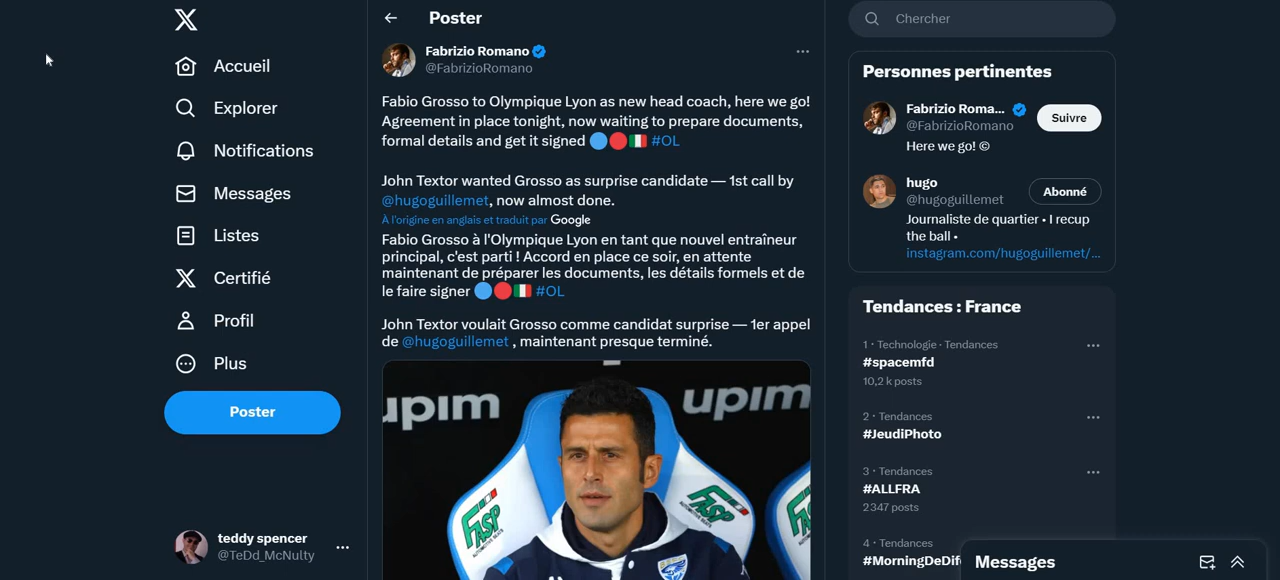 Accueil
Explorer
Notifications
Messages
Listes
Certifié
Profil
Plus
Poster
teddy spencer
@TeDd_McNulty
Poster
Fabrizio Romano
@FabrizioRomano
Fabio Grosso to Olympique Lyon as new head coach, here we go!
Agreement in place tonight, now waiting to prepare documents,
formal details and get it signed 🔵🔴🇮🇹 #OL
John Textor wanted Grosso as surprise candidate — 1st call by
@hugoguillemet, now almost done.
À l'origine en anglais et traduit par Google
Fabio Grosso à l'Olympique Lyon en tant que nouvel entraîneur
principal, c'est parti ! Accord en place ce soir, en attente
maintenant de préparer les documents, les détails formels et de
le faire signer 🔵🔴🇮🇹 #OL
John Textor voulait Grosso comme candidat surprise — 1er appel
de @hugoguillemet , maintenant presque terminé.
upim
upim
FASP
FASP
Chercher
Personnes pertinentes
Fabrizio Roma...
@FabrizioRomano
Suivre
Here we go! ©
hugo
@hugoguillemet
Abonné
Journaliste de quartier • I recup
the ball •
instagram.com/hugoguillemet/...
Tendances : France
1 · Technologie · Tendances
#spacemfd
10,2 k posts
2 · Tendances
#JeudiPhoto
3 · Tendances
#ALLFRA
2 347 posts
4 · Tendances
#MorningDeDif
Messages